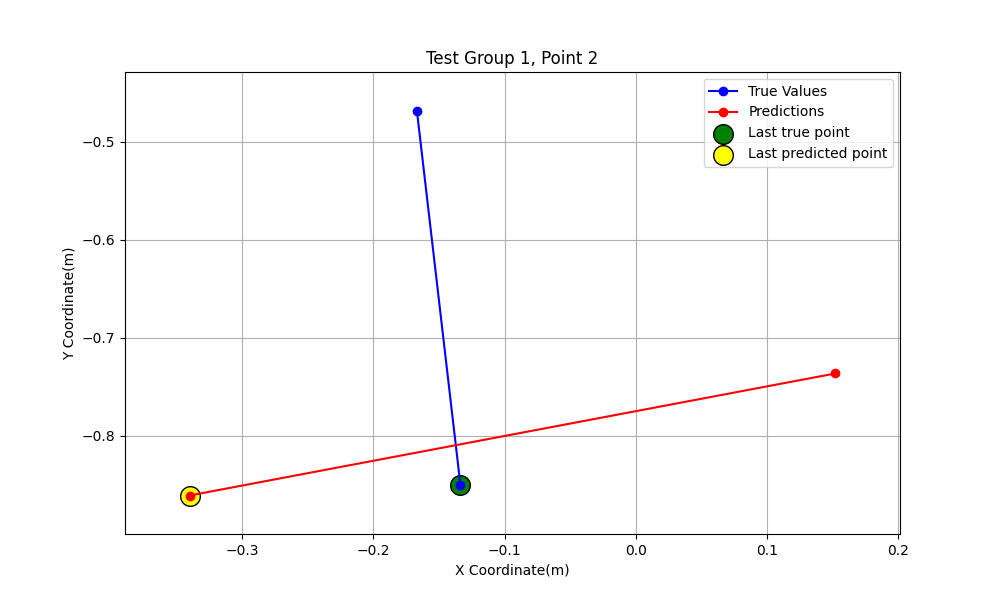 Test Group 1, Point 2
True Values
Predictions
Last true point
Last predicted point
Y Coordinate(m)
−0.5
−0.6
−0.7
−0.8
−0.3
−0.2
−0.1
0.0
0.1
0.2
X Coordinate(m)